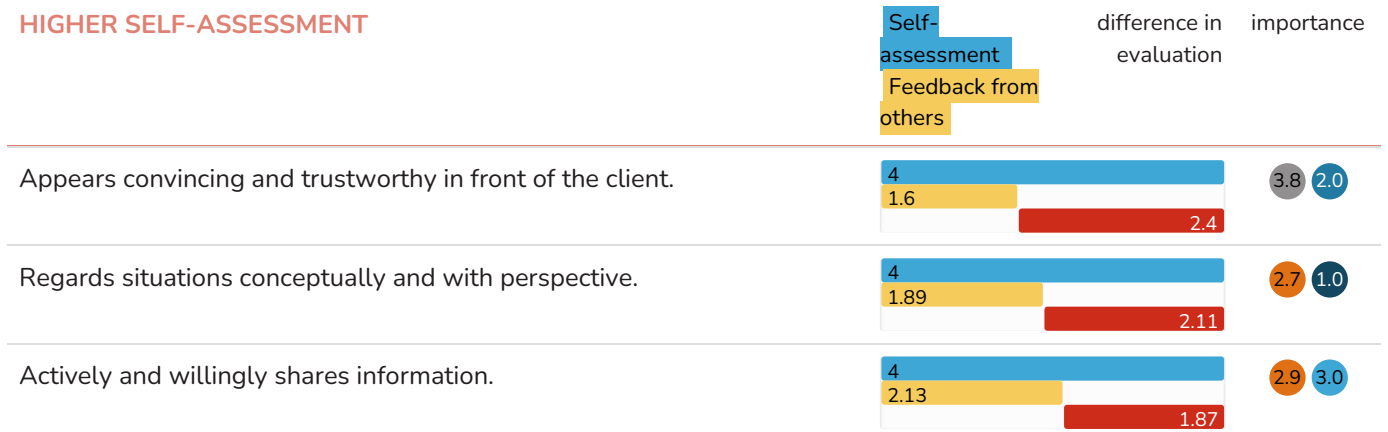 HIGHER SELF-ASSESSMENT
Self-
assessment
Feedback from
others
difference in
evaluation
importance
Appears convincing and trustworthy in front of the client.
4
1.6
2.4
3.8 2.0
Regards situations conceptually and with perspective.
4
1.89
2.11
2.7 1.0
Actively and willingly shares information.
4
2.13
1.87
2.9 3.0